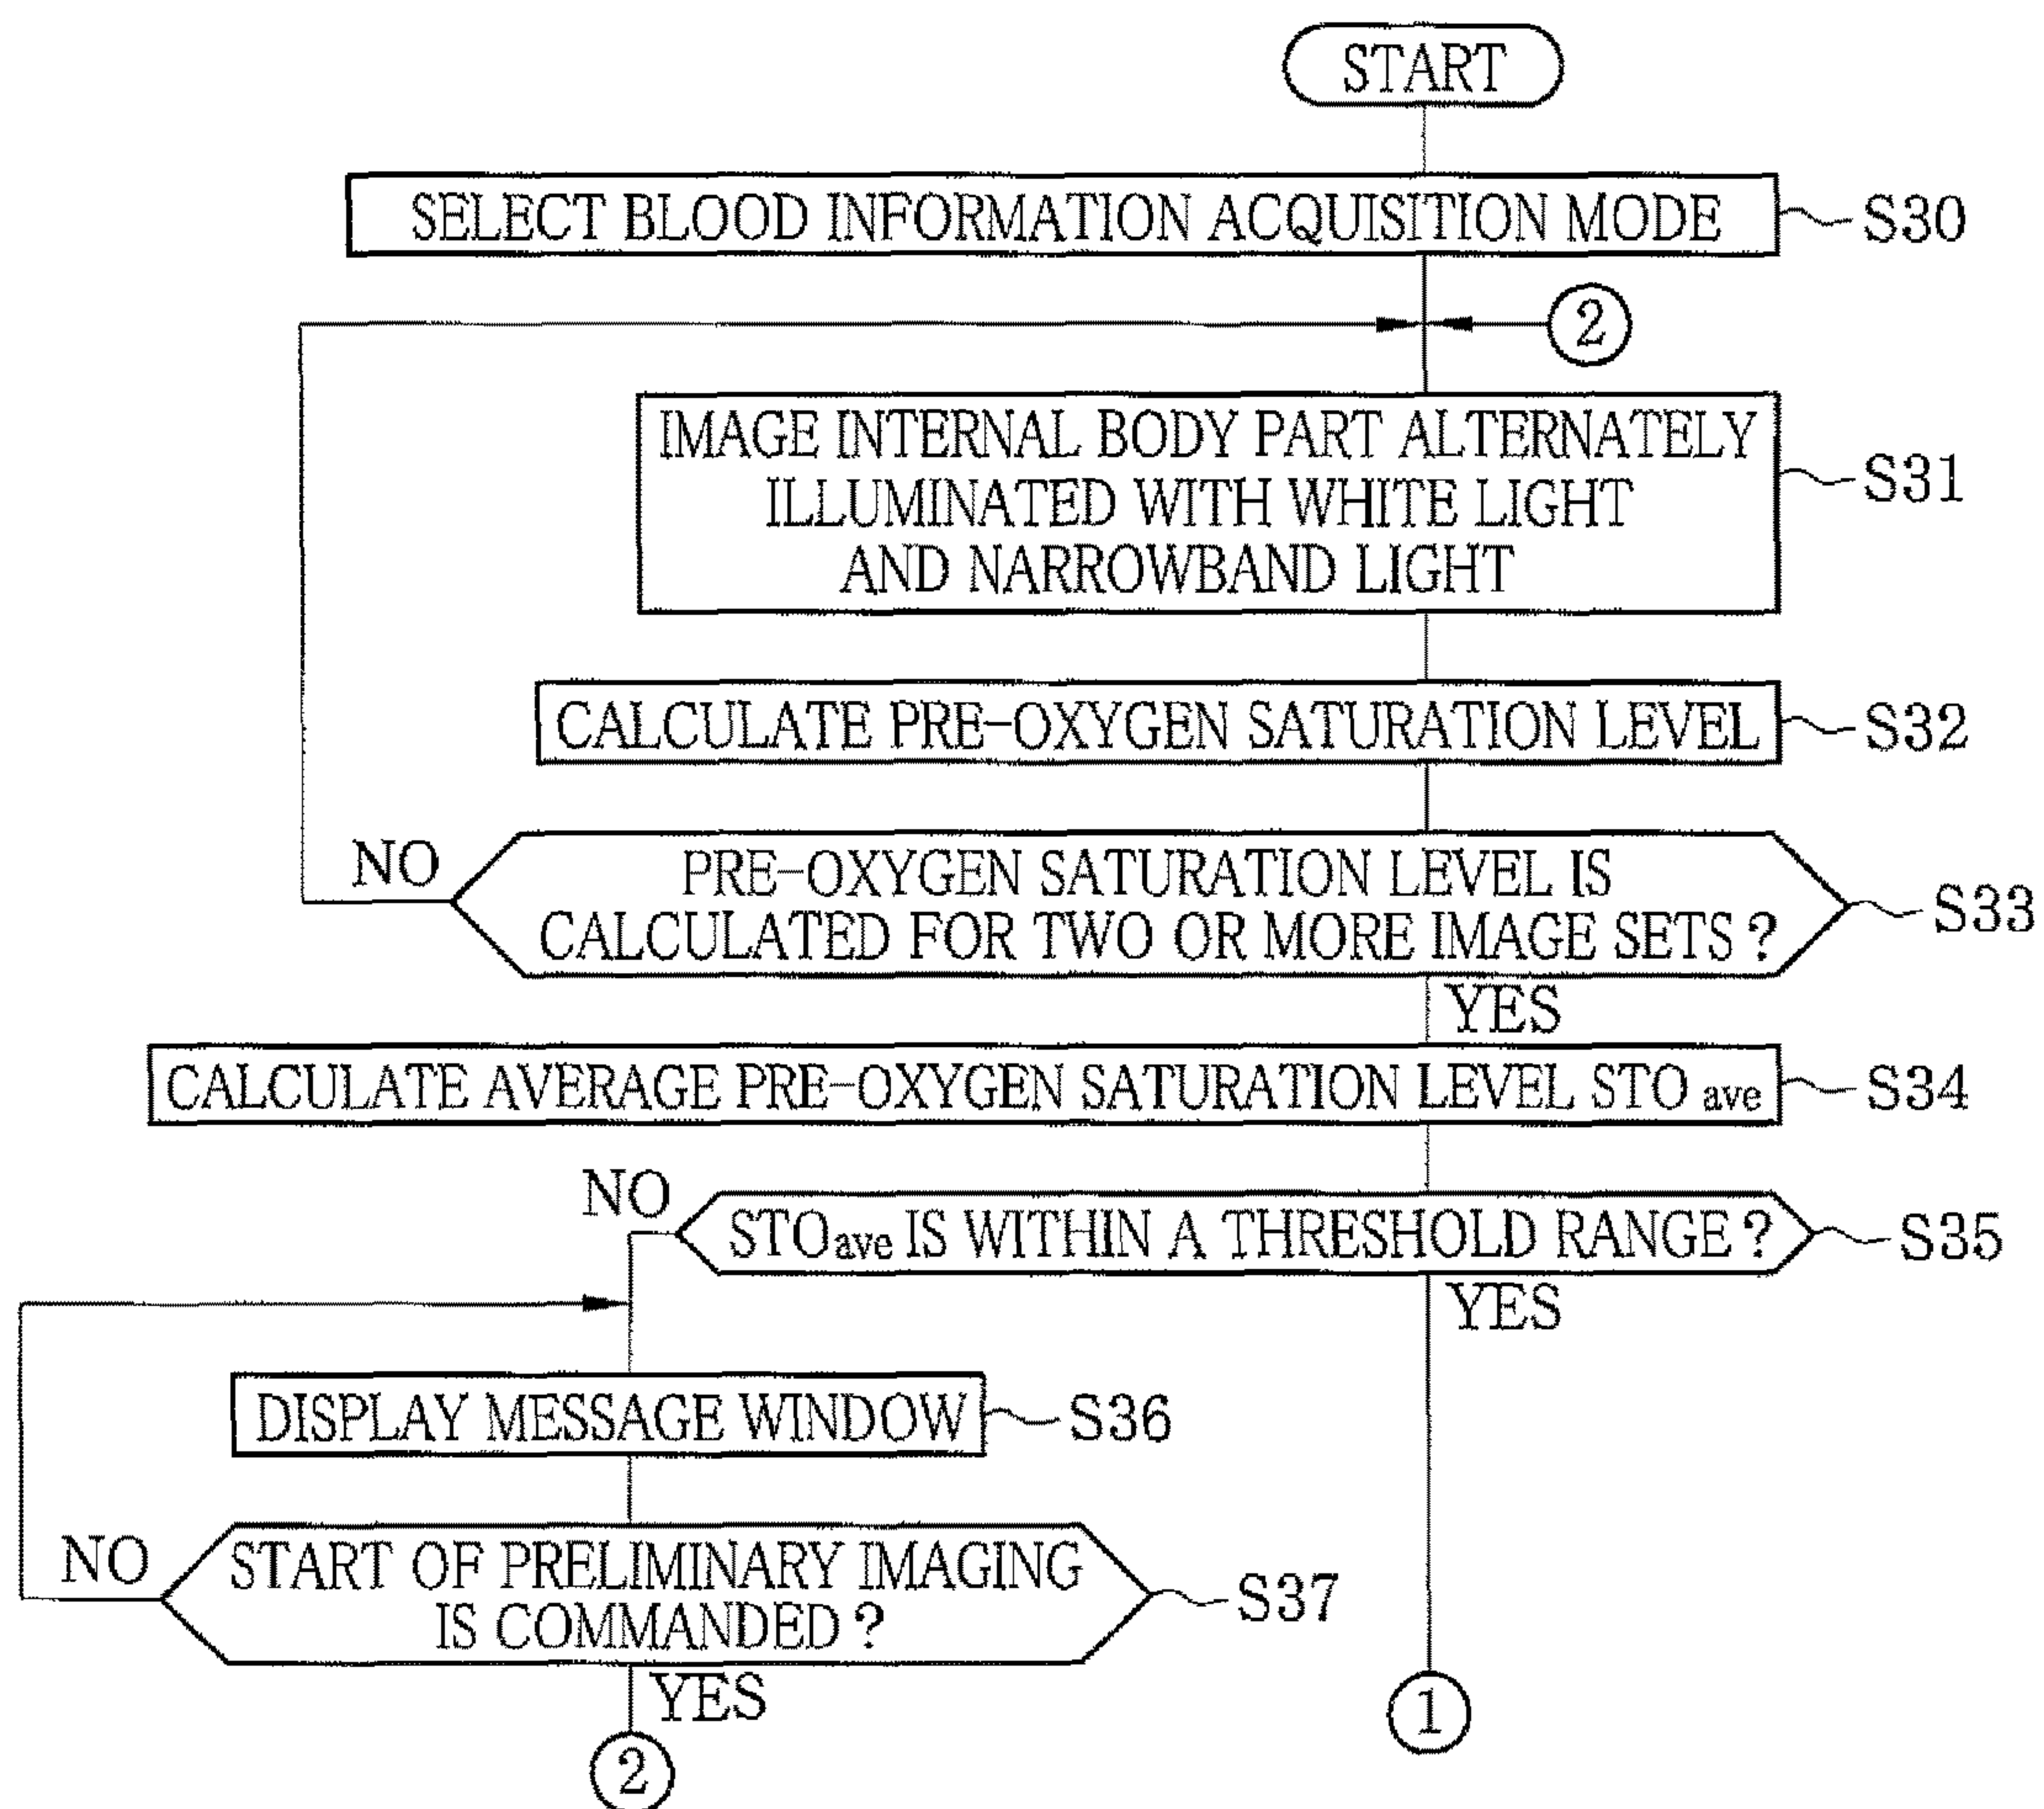 START
SELECT BLOOD INFORMATION ACQUISITION MODE
S30
2
IMAGE INTERNAL BODY PART ALTERNATELY
ILLUMINATED WITH WHITE LIGHT
AND NARROWBAND LIGHT
S31
CALCULATE PRE-OXYGEN SATURATION LEVEL
S32
NO
PRE-OXYGEN SATURATION LEVEL IS
CALCULATED FOR TWO OR MORE IMAGE SETS ?
S33
YES
CALCULATE AVERAGE PRE-OXYGEN SATURATION LEVEL STO ave
S34
NO
STOave IS WITHIN A THRESHOLD RANGE ?
S35
YES
DISPLAY MESSAGE WINDOW
S36
NO
START OF PRELIMINARY IMAGING
IS COMMANDED ?
S37
YES
1
2